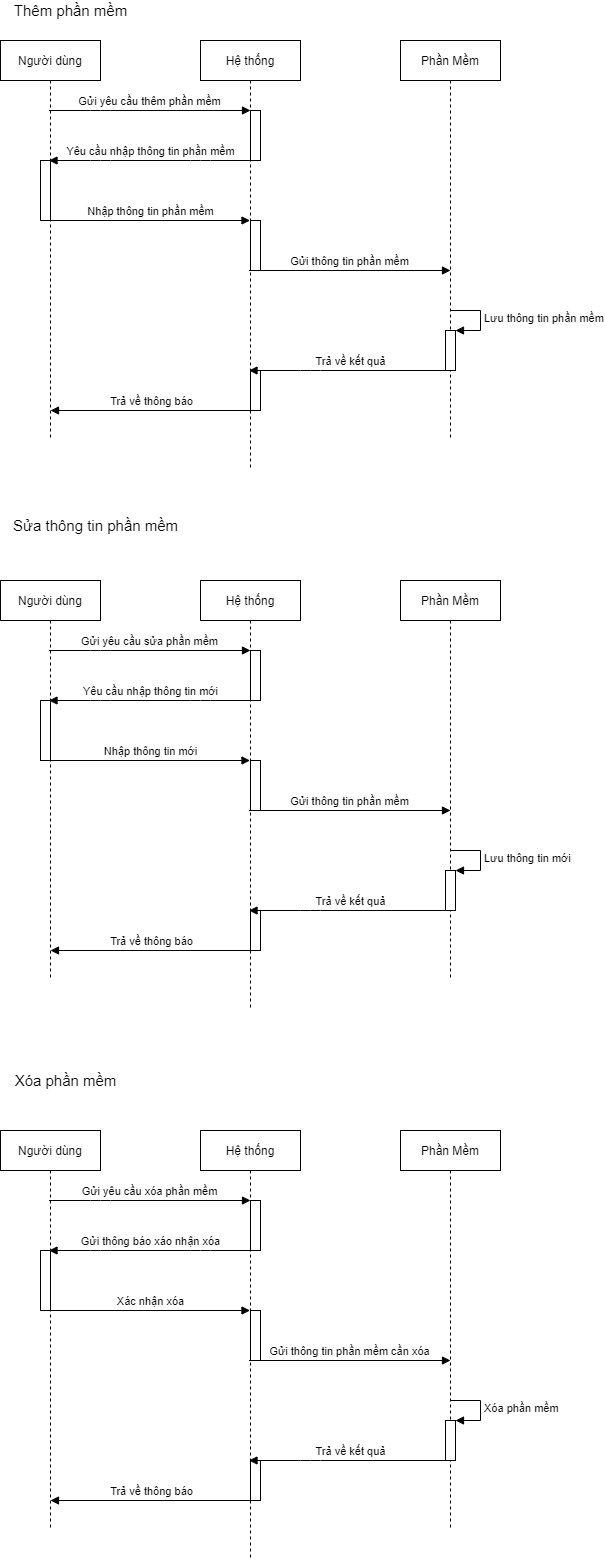 Thêm phần mềm
Người dùng
Hệ thống
Phần Mềm
Gửi yêu cầu thêm phần mềm
Yêu cầu nhập thông tin phần mềm
Nhập thông tin phần mềm
Gửi thông tin phần mềm
Lưu thông tin phần mềm
Trả về kết quả
Trả về thông báo
Sửa thông tin phần mềm
Người dùng
Hệ thống
Phần Mềm
Gửi yêu cầu sửa phần mềm
Yêu cầu nhập thông tin mới
Nhập thông tin mới
Gửi thông tin phần mềm
Lưu thông tin mới
Trả về kết quả
Trả về thông báo
Xóa phần mềm
Người dùng
Hệ thống
Phần Mềm
Gửi yêu cầu xóa phần mềm
Gửi thông báo xáo nhận xóa
Xác nhận xóa
Gửi thông tin phần mềm cần xóa
Xóa phần mềm
Trả về kết quả
Trả về thông báo